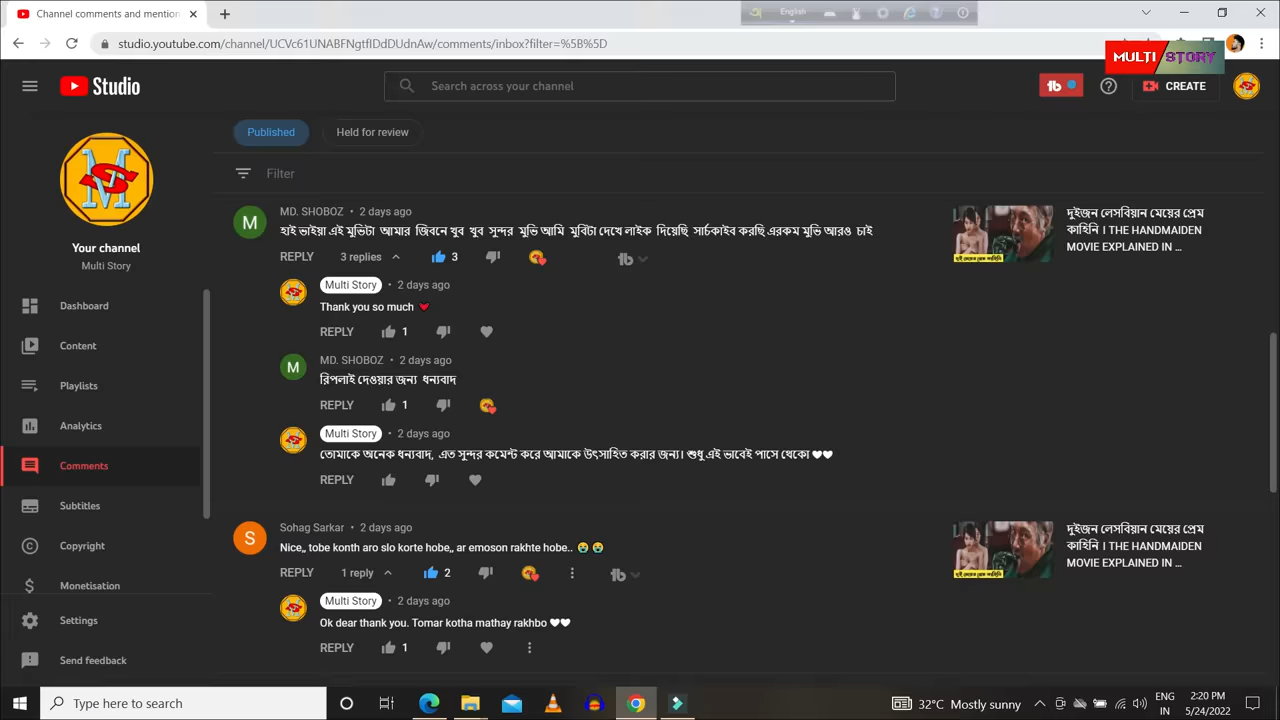 Channel comments and mention
English
studio.youtube.com/channel/UCVc61UNABFNgtflDdDUdnAw/comments/inbox?filter=%5B%5D
MULTI STORY
Studio
Search across your channel
CREATE
Published
Held for review
Filter
Your channel
Multi Story
Dashboard
Content
Playlists
Analytics
Comments
Subtitles
Copyright
Monetisation
Settings
Send feedback
MD. SHOBOZ • 2 days ago
হাই ভাইয়া এই মুভিটা আমার জিবনে খুব খুব সুন্দর মুভি আমি মুবিটা দেখে লাইক দিয়েছি সার্চকাইব করছি এরকম মুভি আরও চাই
REPLY 3 replies 3
দুইজন লেসবিয়ান মেয়ের প্রেম
কাহিনি । THE HANDMAIDEN
MOVIE EXPLAINED IN ...
Multi Story • 2 days ago
Thank you so much
REPLY 1
MD. SHOBOZ • 2 days ago
রিপলাই দেওয়ার জন্য ধন্যবাদ
REPLY 1
Multi Story • 2 days ago
তোমাকে অনেক ধন্যবাদ, এত সুন্দর কমেন্ট করে আমাকে উৎসাহিত করার জন্য। শুধু এই ভাবেই পাসে থেকো
REPLY
Sohag Sarkar • 2 days ago
Nice,, tobe konth aro slo korte hobe,, ar emoson rakhte hobe.. 😭 😭
REPLY 1 reply 2
দুইজন লেসবিয়ান মেয়ের প্রেম
কাহিনি । THE HANDMAIDEN
MOVIE EXPLAINED IN ...
Multi Story • 2 days ago
Ok dear thank you. Tomar kotha mathay rakhbo
REPLY 1
Type here to search
32°C Mostly sunny
ENG
IN
2:20 PM
5/24/2022